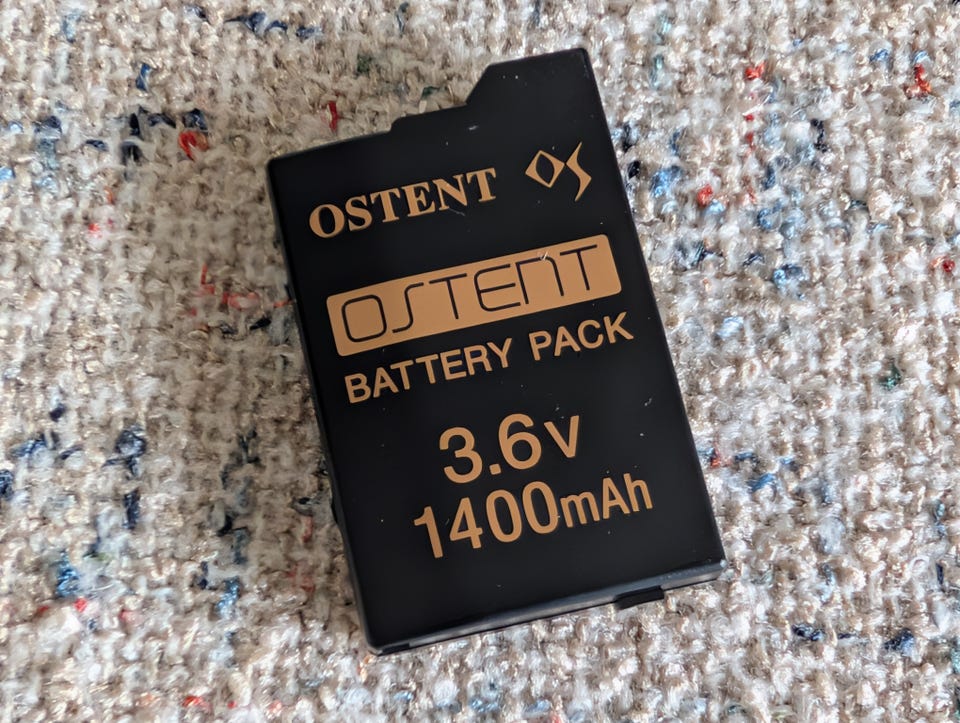 OSTENT OS
OSTENT
BATTERY PACK
3.6v
1400mAh